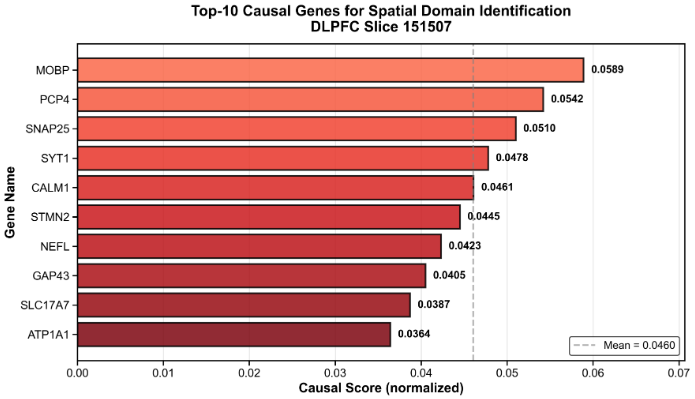 Top-10 Causal Genes for Spatial Domain Identification
DLPFC Slice 151507
Gene Name
MOBP 0.0589
PCP4 0.0542
SNAP25 0.0510
SYT1 0.0478
CALM1 0.0461
STMN2 0.0445
NEFL 0.0423
GAP43 0.0405
SLC17A7 0.0387
ATP1A1 0.0364
Mean = 0.0460
0.00 0.01 0.02 0.03 0.04 0.05 0.06 0.07
Causal Score (normalized)